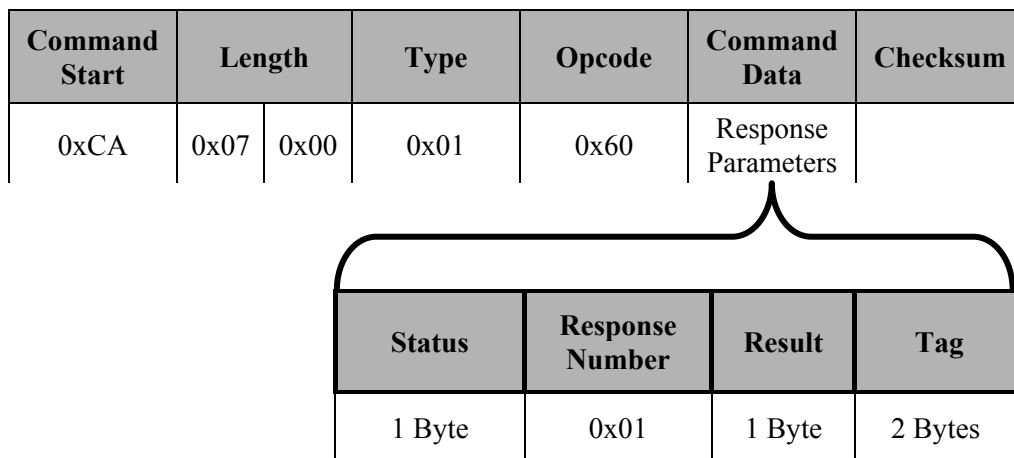 Command Start Length Type Opcode Command Data Checksum
0xCA 0x07 0x00 0x01 0x60 Response Parameters
Status Response Number Result Tag
1 Byte 0x01 1 Byte 2 Bytes